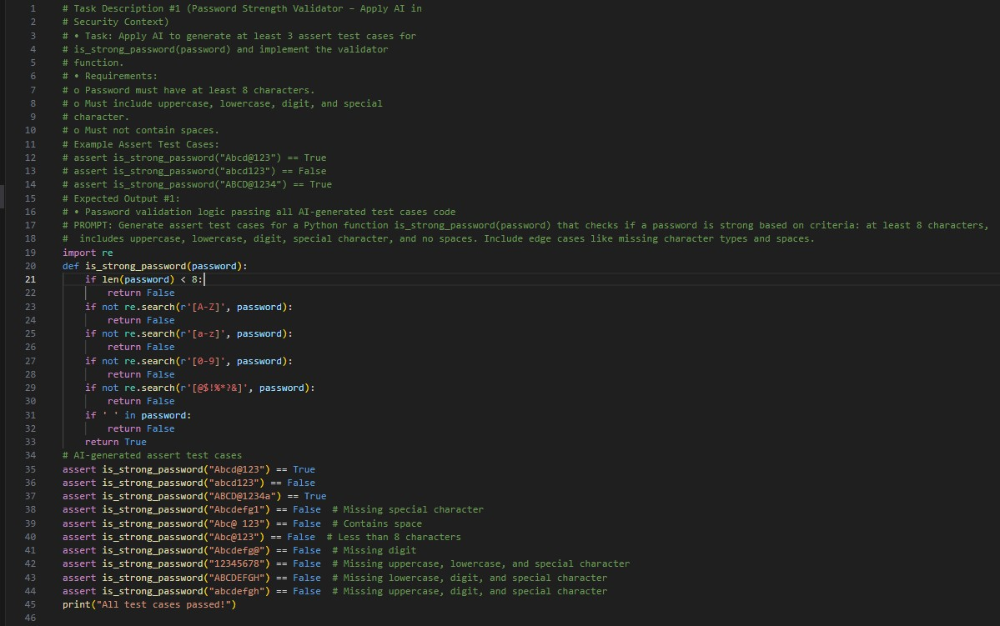 1 # Task Description #1 (Password Strength Validator – Apply AI in
2 # Security Context)
3 # • Task: Apply AI to generate at least 3 assert test cases for
4 # is_strong_password(password) and implement the validator
5 # function.
6 # • Requirements:
7 # o Password must have at least 8 characters.
8 # o Must include uppercase, lowercase, digit, and special
9 # character.
10 # o Must not contain spaces.
11 # Example Assert Test Cases:
12 # assert is_strong_password("Abcd@123") == True
13 # assert is_strong_password("abcd123") == False
14 # assert is_strong_password("ABCD@1234") == True
15 # Expected Output #1:
16 # • Password validation logic passing all AI-generated test cases code
17 # PROMPT: Generate assert test cases for a Python function is_strong_password(password) that checks if a password is strong based on criteria: at least 8 characters,
18 #  includes uppercase, lowercase, digit, special character, and no spaces. Include edge cases like missing character types and spaces.
19 import re
20 def is_strong_password(password):
21     if len(password) < 8:
22         return False
23     if not re.search(r'[A-Z]', password):
24         return False
25     if not re.search(r'[a-z]', password):
26         return False
27     if not re.search(r'[0-9]', password):
28         return False
29     if not re.search(r'[@$!%*?&]', password):
30         return False
31     if ' ' in password:
32         return False
33     return True
34 # AI-generated assert test cases
35 assert is_strong_password("Abcd@123") == True
36 assert is_strong_password("abcd123") == False
37 assert is_strong_password("ABCD@1234a") == True
38 assert is_strong_password("Abcdefg1") == False  # Missing special character
39 assert is_strong_password("Abc@ 123") == False  # Contains space
40 assert is_strong_password("Abc@123") == False  # Less than 8 characters
41 assert is_strong_password("Abcdefg@") == False  # Missing digit
42 assert is_strong_password("12345678") == False  # Missing uppercase, lowercase, and special character
43 assert is_strong_password("ABCDEFGH") == False  # Missing lowercase, digit, and special character
44 assert is_strong_password("abcdefgh") == False  # Missing uppercase, digit, and special character
45 print("All test cases passed!")
46